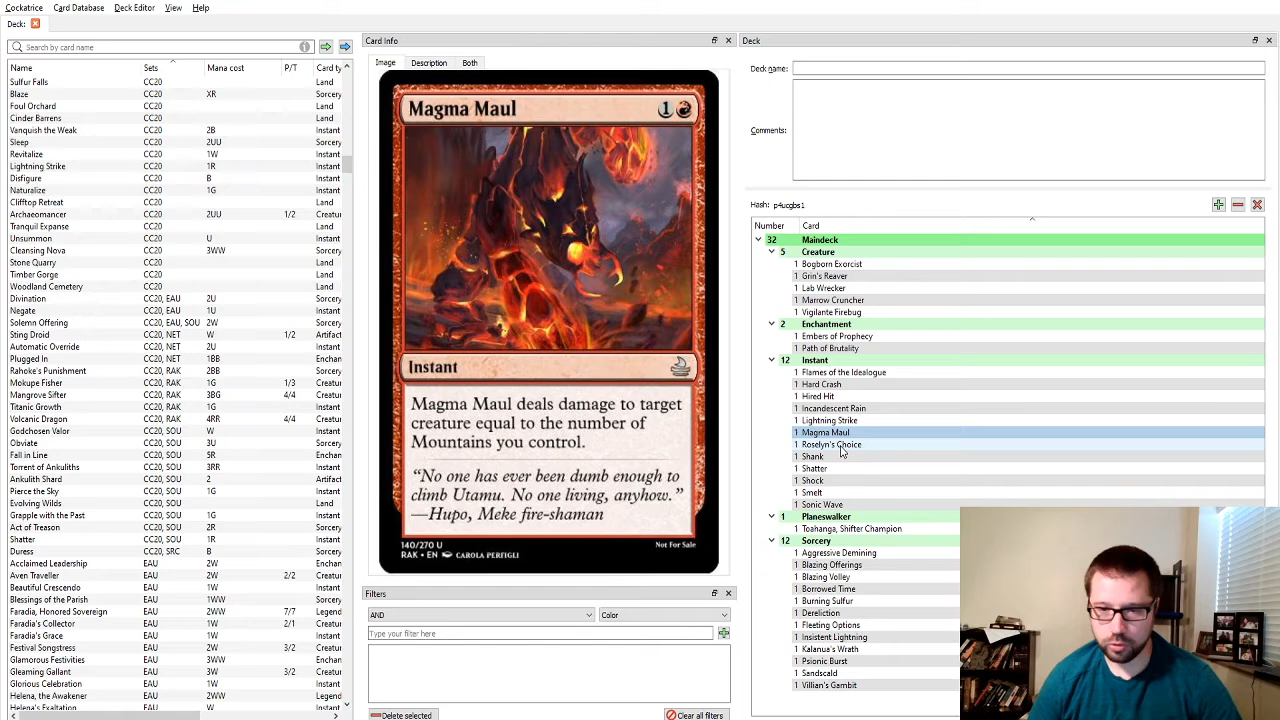 Cockatrice Card Database Deck Editor View Help
Deck:
Search by card name
Name Sets Mana cost P/T Card ty
Sulfur Falls CC20 Land
Blaze CC20 XR Sorcery
Foul Orchard CC20 Land
Cinder Barrens CC20 Land
Vanquish the Weak CC20 2B Instant
Sleep CC20 2UU Sorcery
Revitalize CC20 1W Instant
Lightning Strike CC20 1R Instant
Disfigure CC20 B Instant
Naturalize CC20 1G Instant
Clifftop Retreat CC20 Land
Archaeomancer CC20 2UU 1/2 Creatur
Tranquil Expanse CC20 Land
Unsummon CC20 U Instant
Cleansing Nova CC20 3WW Sorcery
Stone Quarry CC20 Land
Timber Gorge CC20 Land
Woodland Cemetery CC20 Land
Divination CC20, EAU 2U Sorcery
Negate CC20, EAU 1U Instant
Solemn Offering CC20, EAU, SOU 2W Sorcery
Sting Droid CC20, NET W 1/2 Artifact
Automatic Override CC20, NET 2U Instant
Plugged In CC20, NET 1BB Enchan
Rahoke's Punishment CC20, RAK 2BB Sorcery
Mokupe Fisher CC20, RAK 1G 1/3 Creatur
Mangrove Sifter CC20, RAK 3BG 4/4 Creatur
Titanic Growth CC20, RAK 1G Instant
Volcanic Dragon CC20, RAK 4RR 4/4 Creatur
Godchosen Valor CC20, SOU 1W Instant
Obviate CC20, SOU 3U Instant
Fall in Line CC20, SOU 5R Enchan
Torrent of Ankuliths CC20, SOU 3RR Instant
Ankulith Shard CC20, SOU 2 Artifact
Pierce the Sky CC20, SOU 1G Instant
Evolving Wilds CC20, SOU Land
Grapple with the Past CC20, SOU 1G Instant
Act of Treason CC20, SOU 2R Sorcery
Shatter CC20, SOU 1R Instant
Duress CC20, SRC B Sorcery
Acclaimed Leadership EAU 2W Enchan
Aven Traveller EAU 2W 2/2 Creatur
Beautiful Crescendo EAU 1W Instant
Blessings of the Parish EAU 1WW Enchan
Faradia, Honored Sovereign EAU 2WW 7/7 Legend
Faradia's Collector EAU 1W 2/1 Creatur
Faradia's Grace EAU 1W Instant
Festival Songstress EAU 2W 3/2 Creatur
Glamorous Festivities EAU 3WW Enchan
Gleaming Gallant EAU 2W 3/1 Creatur
Glorious Celebration EAU 1W Instant
Helena, the Awakener EAU 2WW Legend
Helena's Exaltation EAU 1W Instant
Card Info
Image Description Both
Magma Maul 1
Instant
Magma Maul deals damage to target
creature equal to the number of
Mountains you control.
“No one has ever been dumb enough to
climb Utamu. No one living, anyhow.”
—Hupo, Meke fire-shaman
140/270 U Not For Sale
RAK • EN CAROLA PERFIGLI
Filters
AND Color
Type your filter here
Delete selected Clear all filters
Deck
Deck name:
Comments:
Hash: p4ucgbs1
Number Card
32 Maindeck
5 Creature
1 Bogborn Exorcist
1 Grin's Reaver
1 Lab Wrecker
1 Marrow Cruncher
1 Vigilante Firebug
2 Enchantment
1 Embers of Prophecy
1 Path of Brutality
12 Instant
1 Flames of the Idealogue
1 Hard Crash
1 Hired Hit
1 Incandescent Rain
1 Lightning Strike
1 Magma Maul
1 Roselyn's Choice
1 Shank
1 Shatter
1 Shock
1 Smelt
1 Sonic Wave
1 Planeswalker
1 Toahanga, Shifter Champion
12 Sorcery
1 Aggressive Demining
1 Blazing Offerings
1 Blazing Volley
1 Borrowed Time
1 Burning Sulfur
1 Dereliction
1 Fleeting Options
1 Insistent Lightning
1 Kalanua's Wrath
1 Psionic Burst
1 Sandscald
1 Villian's Gambit